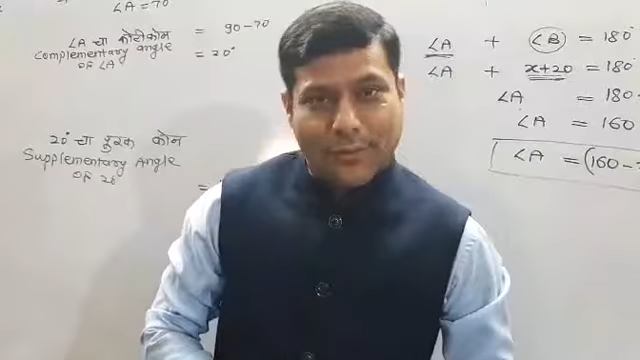 ∠A = 70
∠A चा कोटीकोन = 90-70
Complementary angle = 20°
OF ∠A
20° चा पुरक कोन
Supplementary Angle
OF 20°
=
∠A + ∠B = 180°
∠A + x+20 = 180°
∠A = 180-
∠A = 160
∠A = (160-